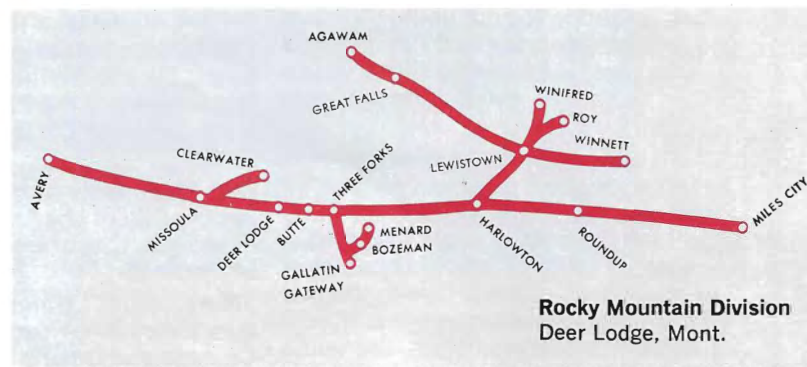 AGAWAM
GREAT FALLS
WINIFRED
ROY
WINNETT
LEWISTOWN
CLEARWATER
THREE FORKS
AVERY
MISSOULA
DEER LODGE
BUTTE
MENARD
BOZEMAN
GALLATIN
GATEWAY
HARLOWTON
ROUNDUP
MILES CITY
Rocky Mountain Division
Deer Lodge, Mont.